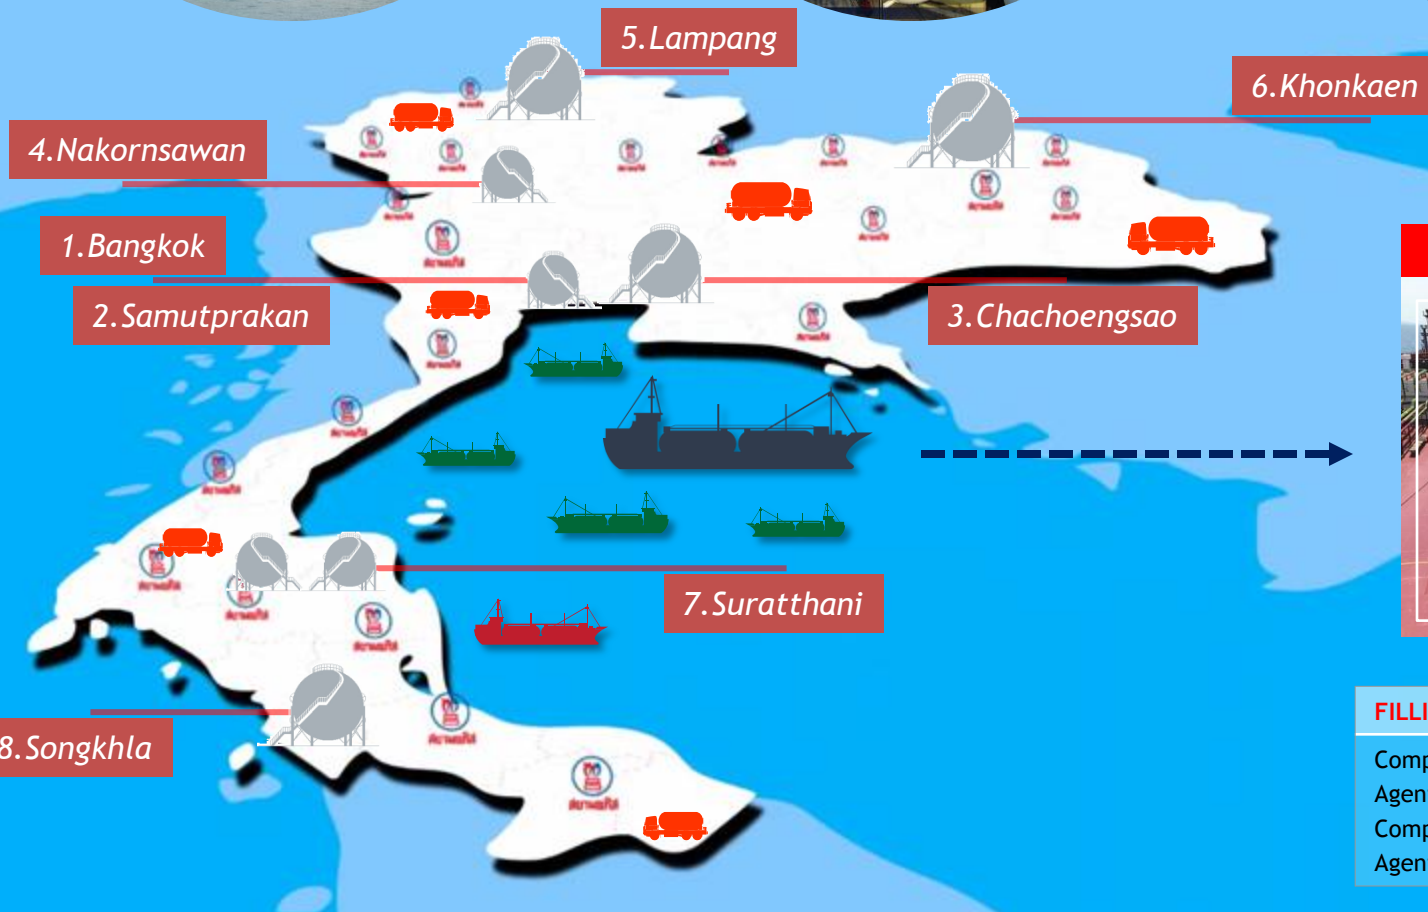 5.Lampang
6.Khonkaen
4.Nakornsawan
1.Bangkok
2.Samutprakan
3.Chachoengsao
7.Suratthani
8.Songkhla
FILLI
Comp
Agen
Comp
Agen